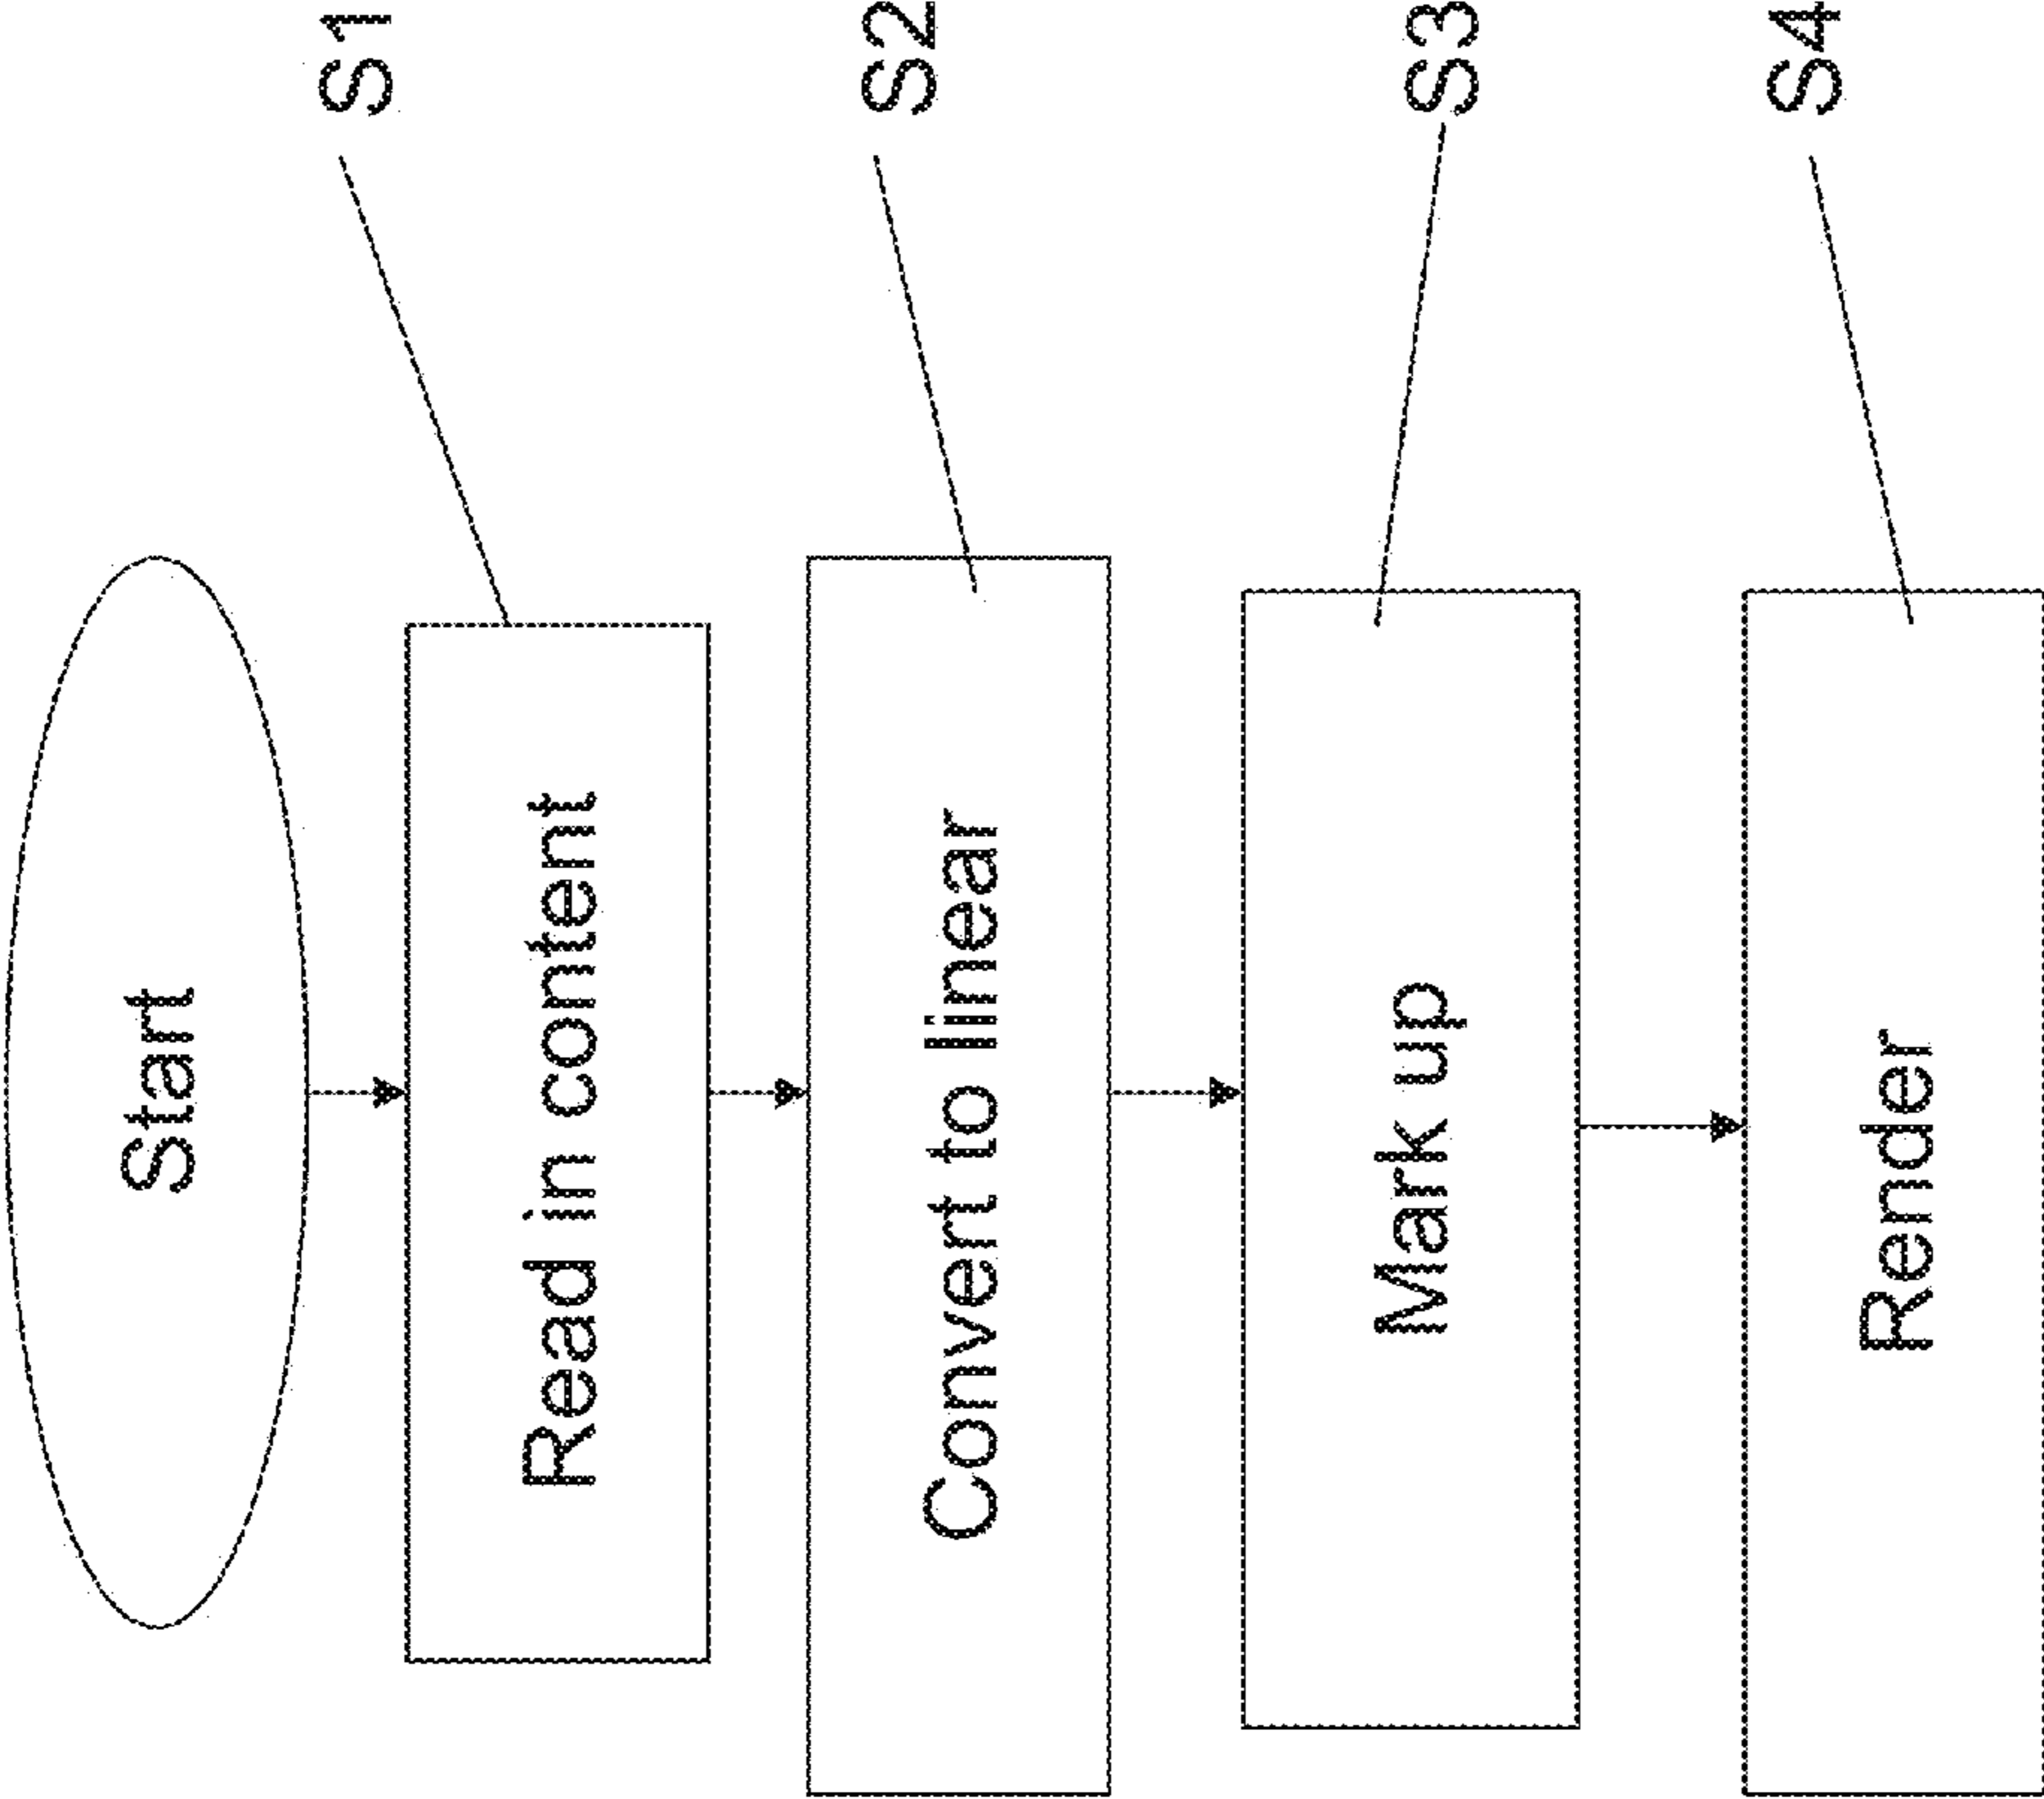 Start
Read in content
S1
Convert to linear
S2
Mark up
S3
Render
S4